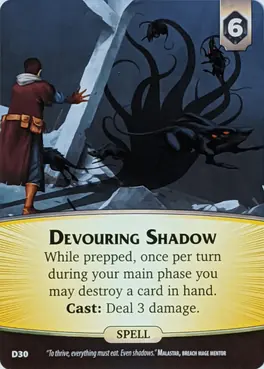 6
DEVOURING SHADOW
While prepped, once per turn
during your main phase you
may destroy a card in hand.
Cast: Deal 3 damage.
SPELL
D30
"To thrive, everything must eat. Even shadows." MALASTAR, BREACH MAGE MENTOR